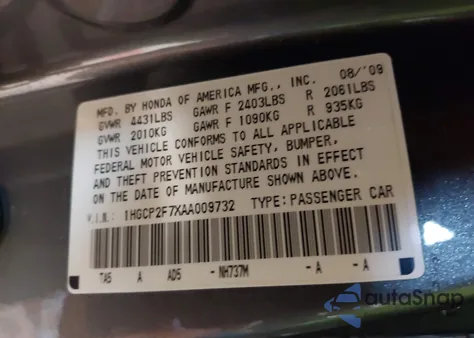 MFD. BY HONDA OF AMERICA MFG., INC. 08/'09
GVWR 4431LBS GAWR F 2403LBS R 2061LBS
GVWR 2010KG GAWR F 1090KG R 935KG
THIS VEHICLE CONFORMS TO ALL APPLICABLE
FEDERAL MOTOR VEHICLE SAFETY, BUMPER,
AND THEFT PREVENTION STANDARDS IN EFFECT
ON THE DATE OF MANUFACTURE SHOWN ABOVE.
V.I.N.: 1HGCP2F7XAA009732 TYPE:PASSENGER CAR
TA5 A AD5 -NH737M -A -A
autoSnap